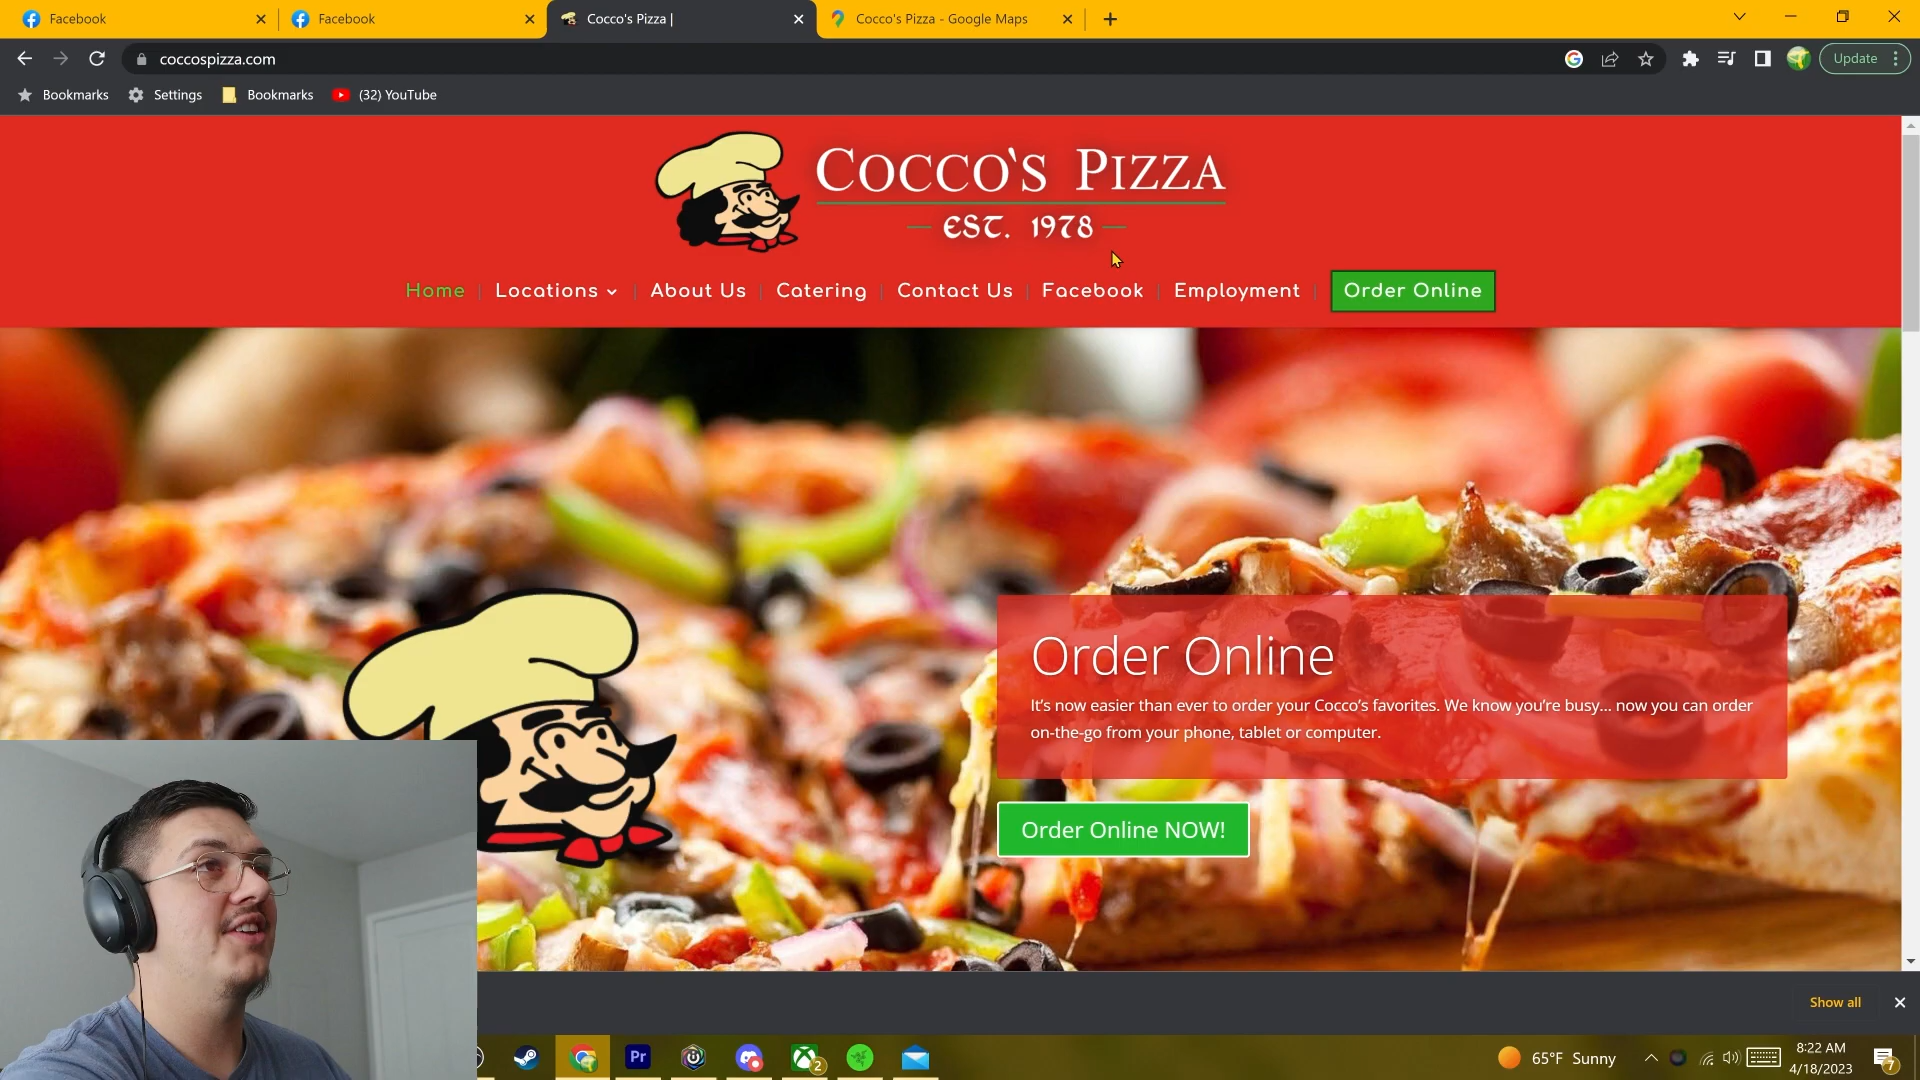 Facebook
Facebook
Cocco's Pizza |
Cocco's Pizza - Google Maps
coccospizza.com
Update
Bookmarks
Settings
Bookmarks
(32) YouTube
COCCO'S PIZZA
EST. 1978
Home
Locations
About Us
Catering
Contact Us
Facebook
Employment
Order Online
Order Online
It's now easier than ever to order your Cocco's favorites. We know you're busy... now you can order
on-the-go from your phone, tablet or computer.
Order Online NOW!
Show all
Pr
2
65°F Sunny
8:22 AM
4/18/2023
7